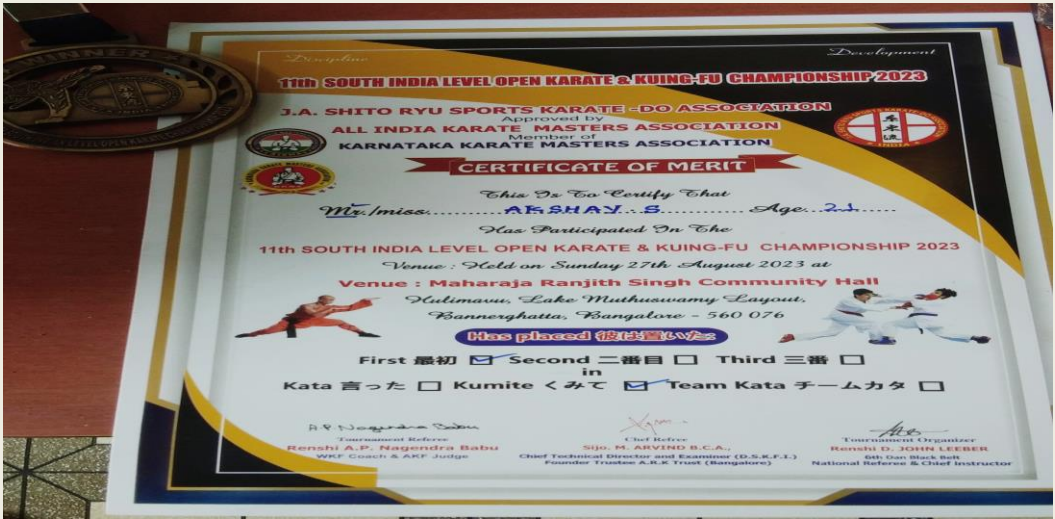 WINNER
Discipline
Development
11th SOUTH INDIA LEVEL OPEN KARATE & KUING-FU CHAMPIONSHIP 2023
J.A. SHITO RYU SPORTS KARATE -DO ASSOCIATION
Approved by
ALL INDIA KARATE MASTERS ASSOCIATION
Member of
KARNATAKA KARATE MASTERS ASSOCIATION
INDIA
CERTIFICATE OF MERIT
This Is To Certify That
Mr./miss.......... AKSHAY. S .......... Age.. 21 .....
Has Participated In The
11th SOUTH INDIA LEVEL OPEN KARATE & KUING-FU CHAMPIONSHIP 2023
Venue : Held on Sunday 27th August 2023 at
Venue : Maharaja Ranjith Singh Community Hall
Hulimavu, Lake Muthuswamy Layout,
Bannerghatta, Bangalore - 560 076
Has placed 彼は置いた:
First 最初 ☑ Second 二番目 ☐ Third 三番 ☐
in
Kata 言った ☐ Kumite くみて ☑ Team Kata チームカタ ☐
A.P. Nagendra Babu
Tournament Referee
Renshi A.P. Nagendra Babu
WKF Coach & AKF Judge
Chef Refree
Sijo. M. ARVIND B.C.A.,
Chief Technical Director and Examiner (D.S.K.F.I.)
Founder Trustee A.R.K Trust (Bangalore)
Tournament Organizer
Renshi D. JOHN LEEBER
6th Dan Black Belt
National Referee & Chief Instructor